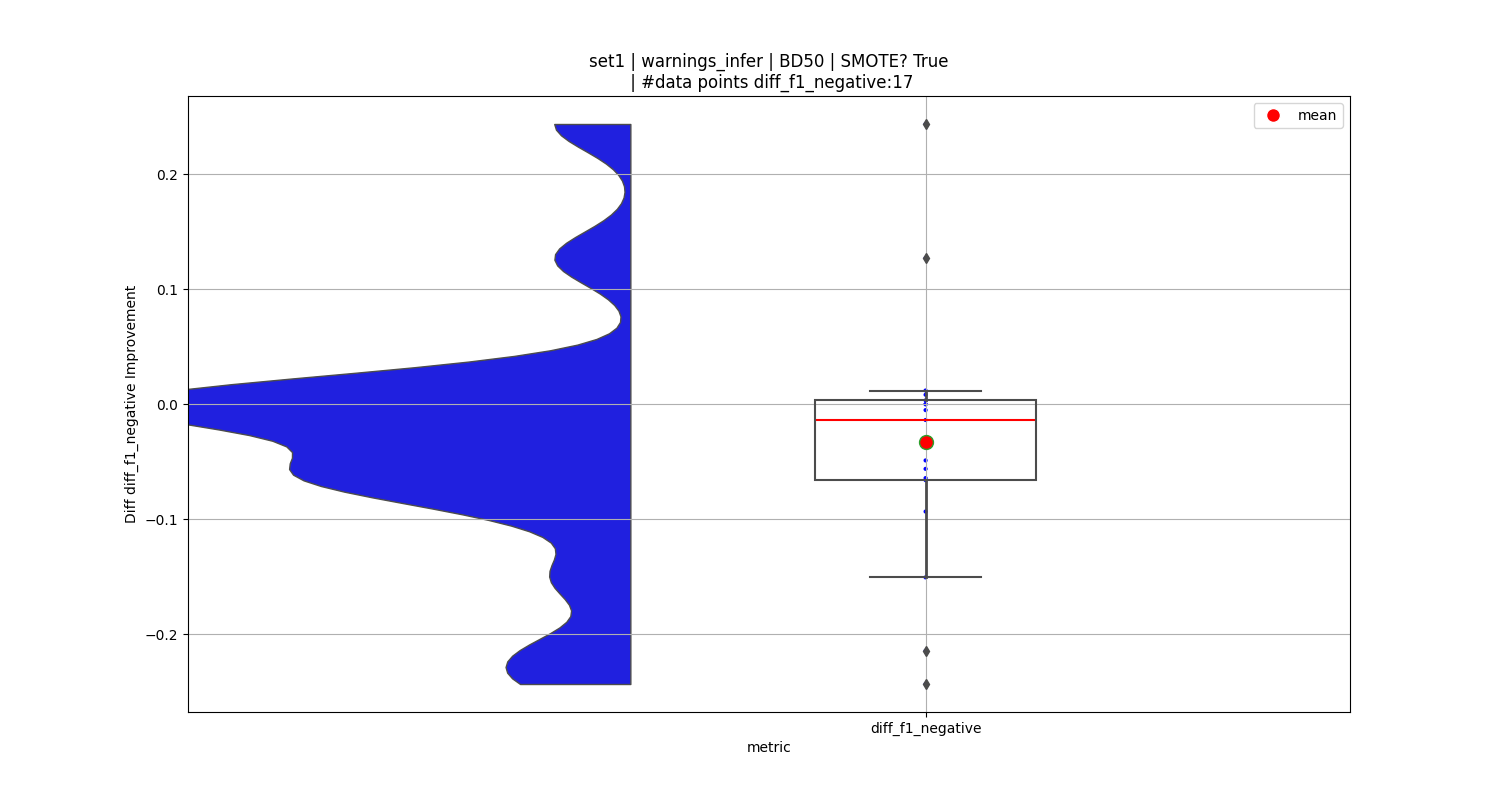 set1 | warnings_infer | BD50 | SMOTE? True
| #data points diff_f1_negative:17
mean
0.2
0.1
0.0
−0.1
−0.2
Diff diff_f1_negative Improvement
diff_f1_negative
metric